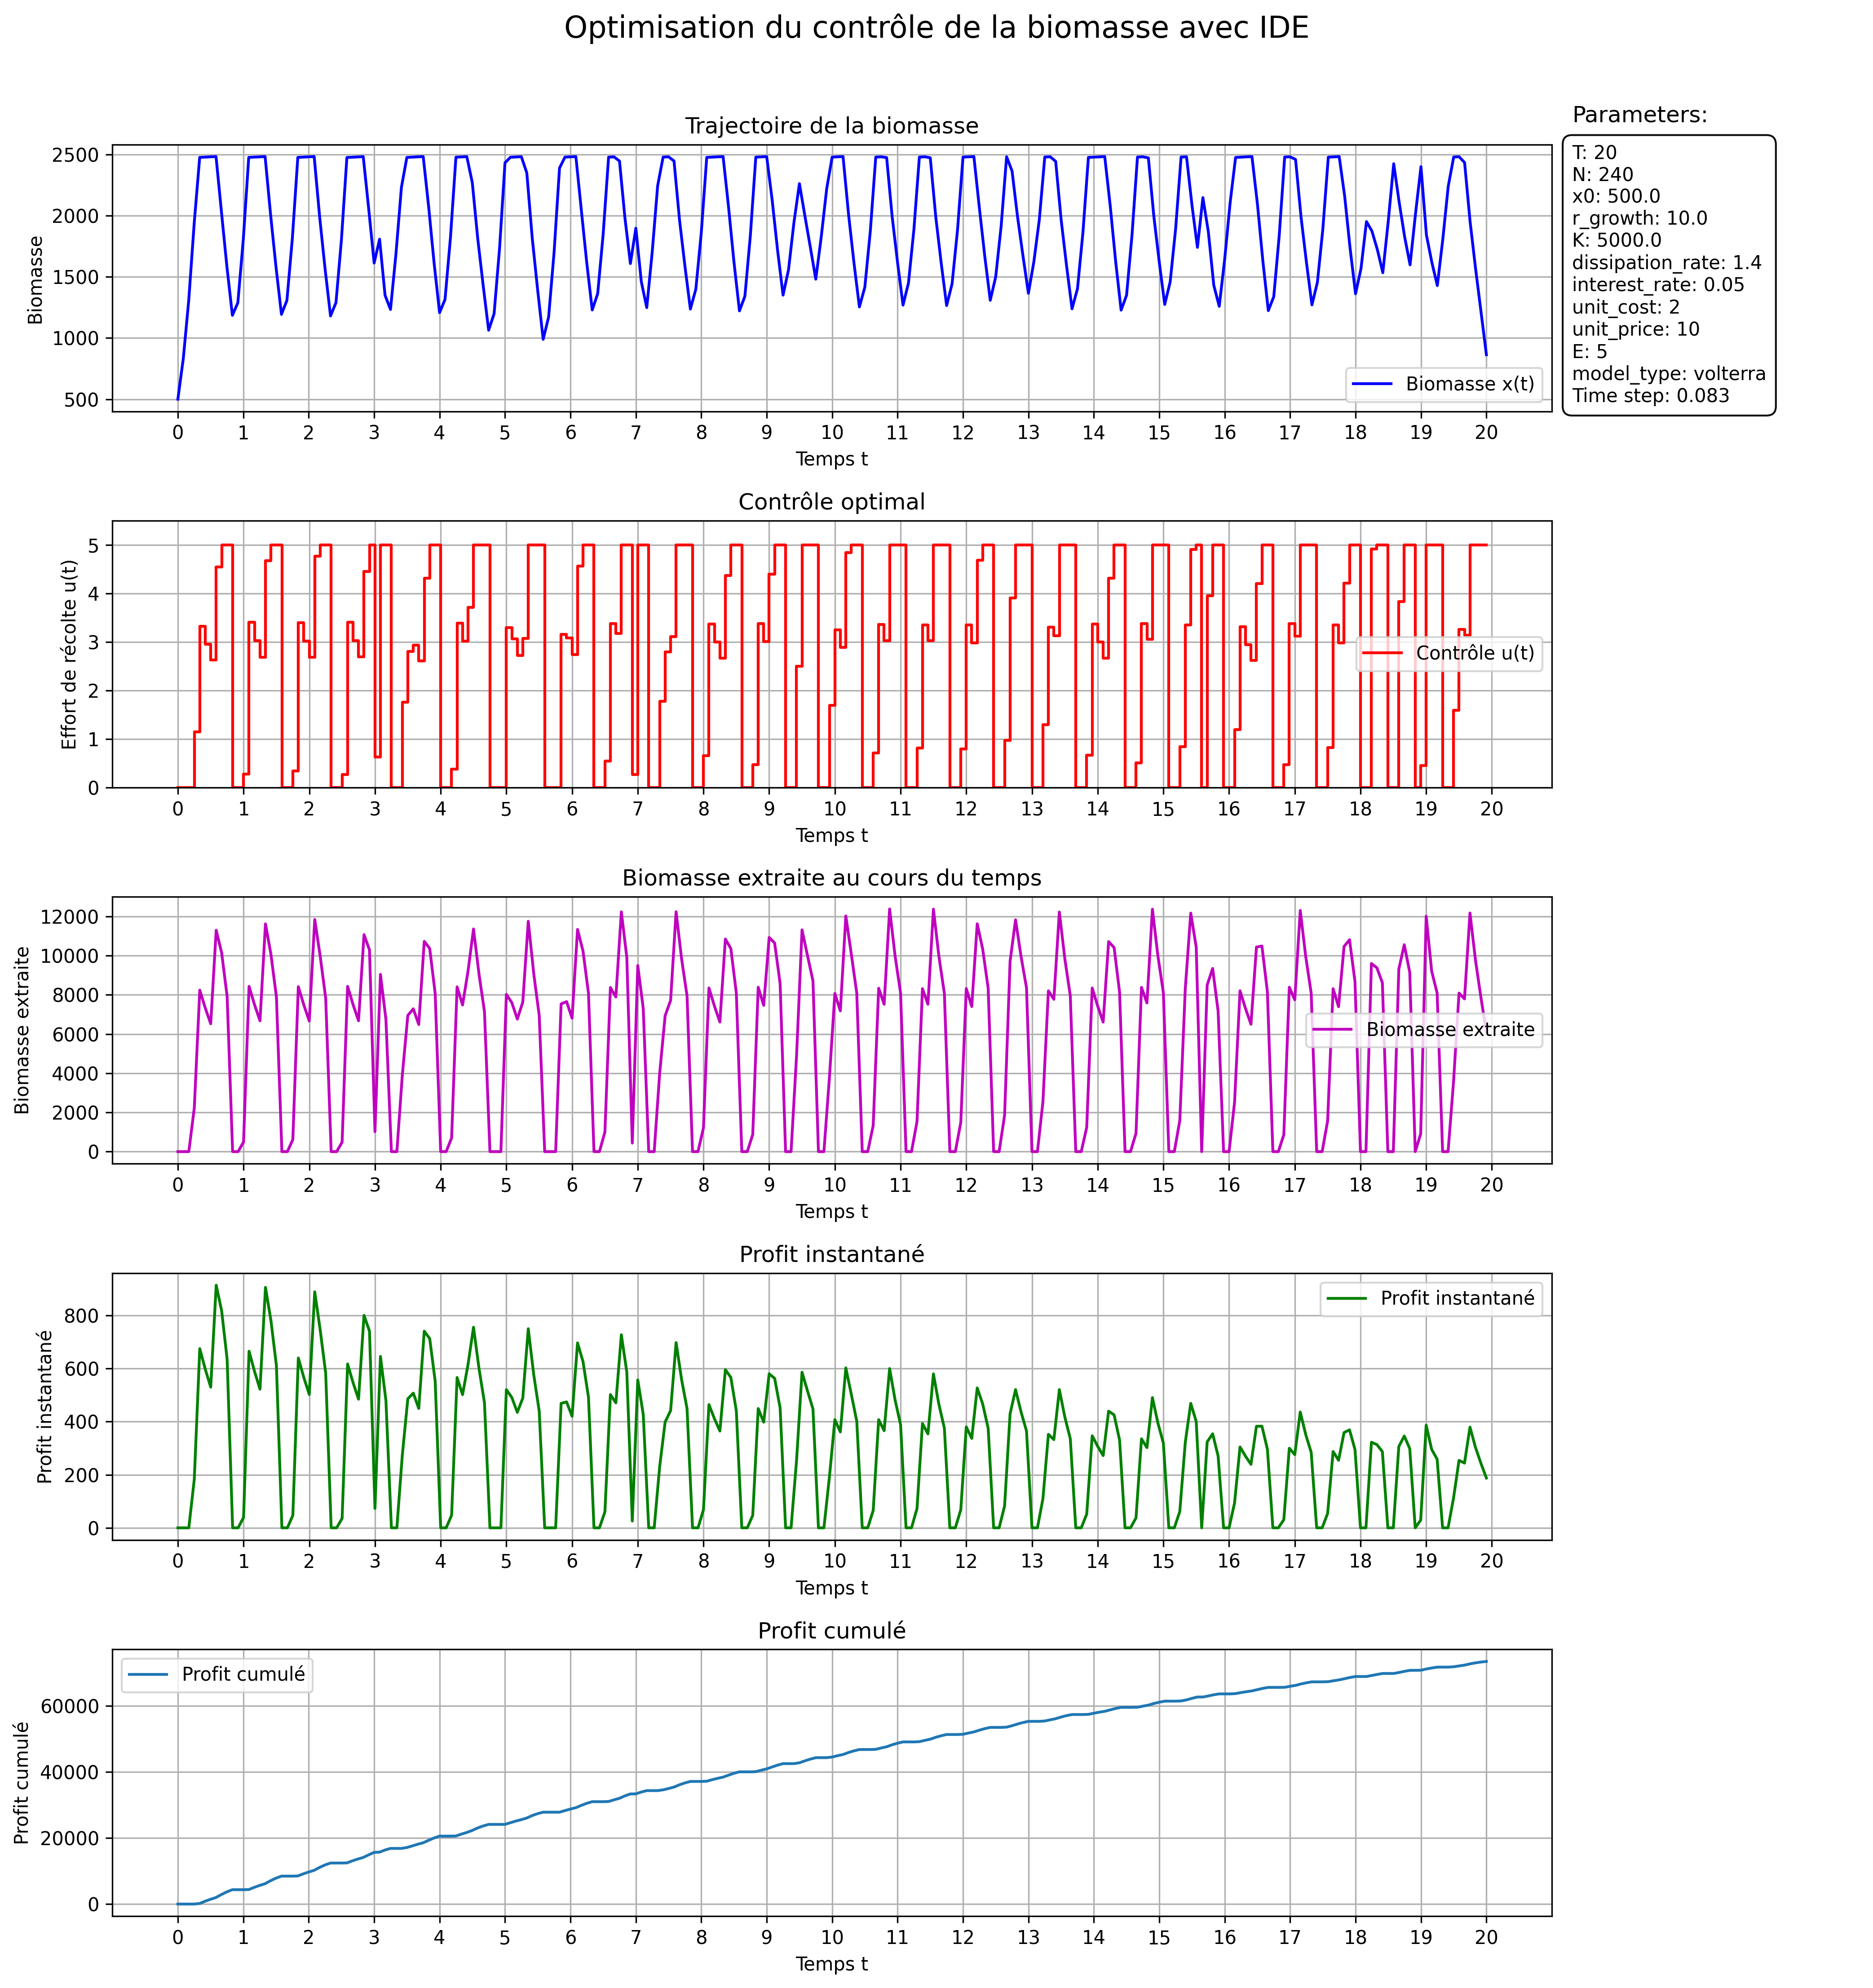 Optimisation du contrôle de la biomasse avec IDE
Parameters:
T: 20
N: 240
x0: 500.0
r_growth: 10.0
K: 5000.0
dissipation_rate: 1.4
interest_rate: 0.05
unit_cost: 2
unit_price: 10
E: 5
model_type: volterra
Time step: 0.083
Trajectoire de la biomasse
Biomasse
2500
2000
1500
1000
500
Biomasse x(t)
0 1 2 3 4 5 6 7 8 9 10 11 12 13 14 15 16 17 18 19 20
Temps t
Contrôle optimal
Effort de récolte u(t)
5
4
3
2
1
0
Contrôle u(t)
0 1 2 3 4 5 6 7 8 9 10 11 12 13 14 15 16 17 18 19 20
Temps t
Biomasse extraite au cours du temps
Biomasse extraite
12000
10000
8000
6000
4000
2000
0
Biomasse extraite
0 1 2 3 4 5 6 7 8 9 10 11 12 13 14 15 16 17 18 19 20
Temps t
Profit instantané
Profit instantané
800
600
400
200
0
Profit instantané
0 1 2 3 4 5 6 7 8 9 10 11 12 13 14 15 16 17 18 19 20
Temps t
Profit cumulé
Profit cumulé
60000
40000
20000
0
Profit cumulé
0 1 2 3 4 5 6 7 8 9 10 11 12 13 14 15 16 17 18 19 20
Temps t